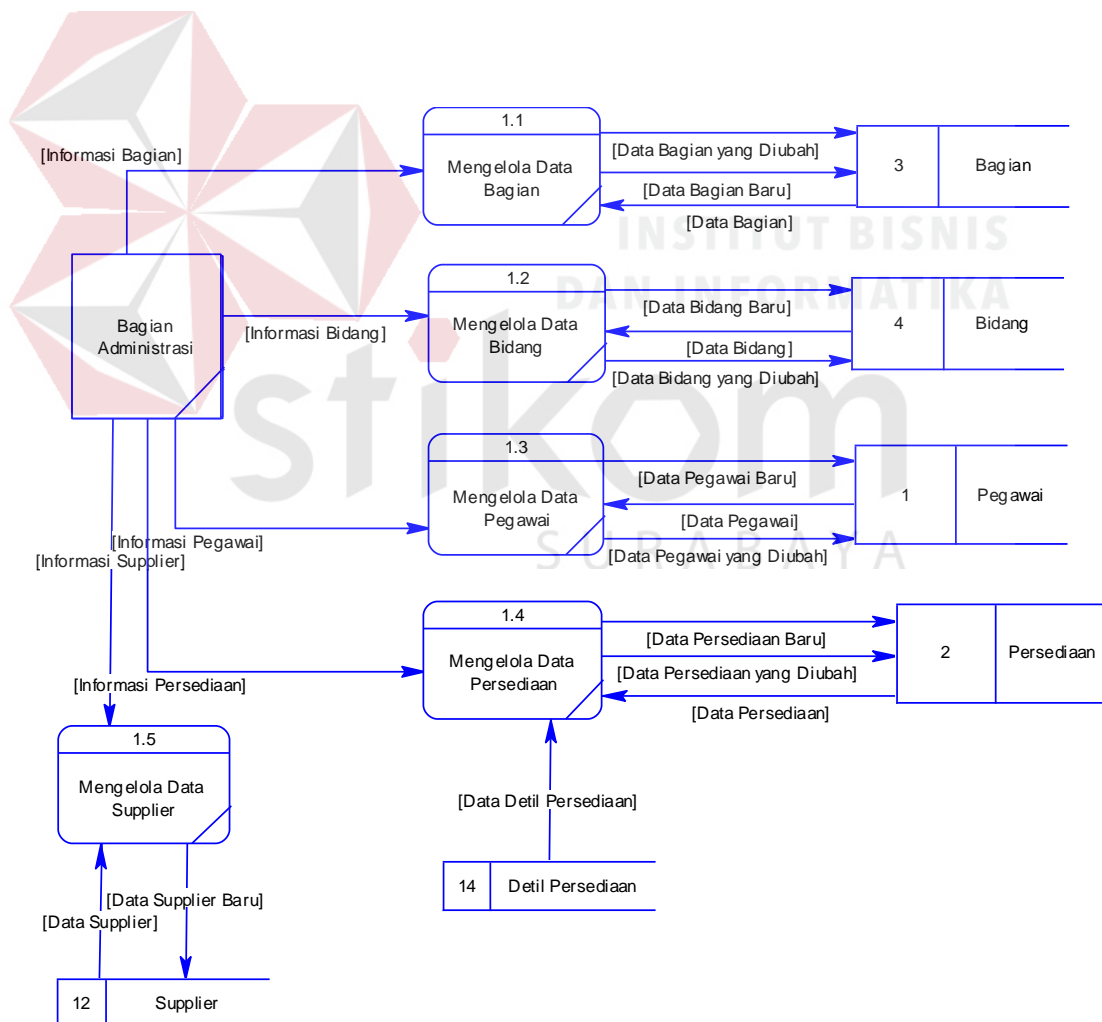 1.1
[Informasi Bagian]
Mengelola Data
Bagian
[Data Bagian yang Diubah]
[Data Bagian Baru]
[Data Bagian]
3
Bagian
INSTITUT BISNIS
DAN INFORMATIKA
Bagian
Administrasi
[Informasi Bidang]
1.2
Mengelola Data
Bidang
[Data Bidang Baru]
[Data Bidang]
[Data Bidang yang Diubah]
4
Bidang
stikom
SURABAYA
1.3
Mengelola Data
Pegawai
[Data Pegawai Baru]
[Data Pegawai]
[Data Pegawai yang Diubah]
1
Pegawai
[Informasi Pegawai]
[Informasi Supplier]
1.4
Mengelola Data
Persediaan
[Data Persediaan Baru]
[Data Persediaan yang Diubah]
[Data Persediaan]
2
Persediaan
[Informasi Persediaan]
1.5
Mengelola Data
Supplier
[Data Detil Persediaan]
14
Detil Persediaan
[Data Supplier Baru]
[Data Supplier]
12
Supplier